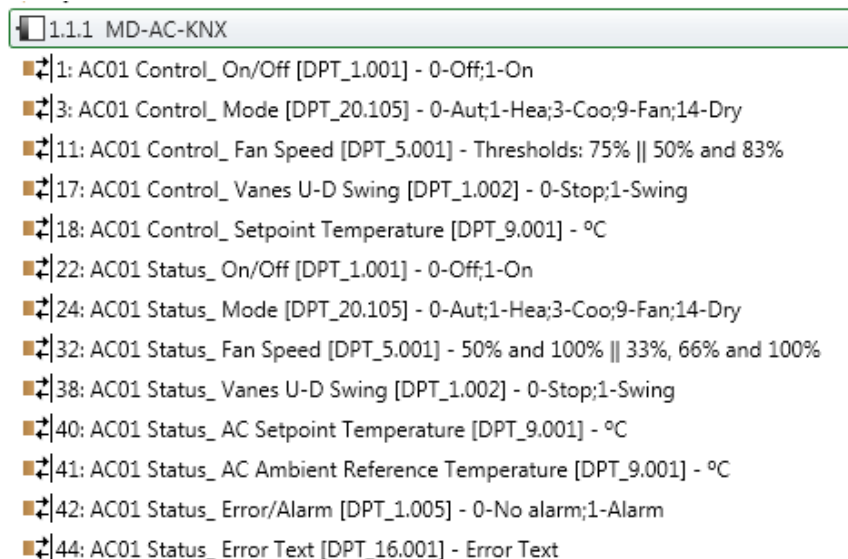 1.1.1 MD-AC-KNX
1: AC01 Control_ On/Off [DPT_1.001] - 0-Off;1-On
3: AC01 Control_ Mode [DPT_20.105] - 0-Aut;1-Hea;3-Coo;9-Fan;14-Dry
11: AC01 Control_ Fan Speed [DPT_5.001] - Thresholds: 75% || 50% and 83%
17: AC01 Control_ Vanes U-D Swing [DPT_1.002] - 0-Stop;1-Swing
18: AC01 Control_ Setpoint Temperature [DPT_9.001] - ºC
22: AC01 Status_ On/Off [DPT_1.001] - 0-Off;1-On
24: AC01 Status_ Mode [DPT_20.105] - 0-Aut;1-Hea;3-Coo;9-Fan;14-Dry
32: AC01 Status_ Fan Speed [DPT_5.001] - 50% and 100% || 33%, 66% and 100%
38: AC01 Status_ Vanes U-D Swing [DPT_1.002] - 0-Stop;1-Swing
40: AC01 Status_ AC Setpoint Temperature [DPT_9.001] - ºC
41: AC01 Status_ AC Ambient Reference Temperature [DPT_9.001] - ºC
42: AC01 Status_ Error/Alarm [DPT_1.005] - 0-No alarm;1-Alarm
44: AC01 Status_ Error Text [DPT_16.001] - Error Text